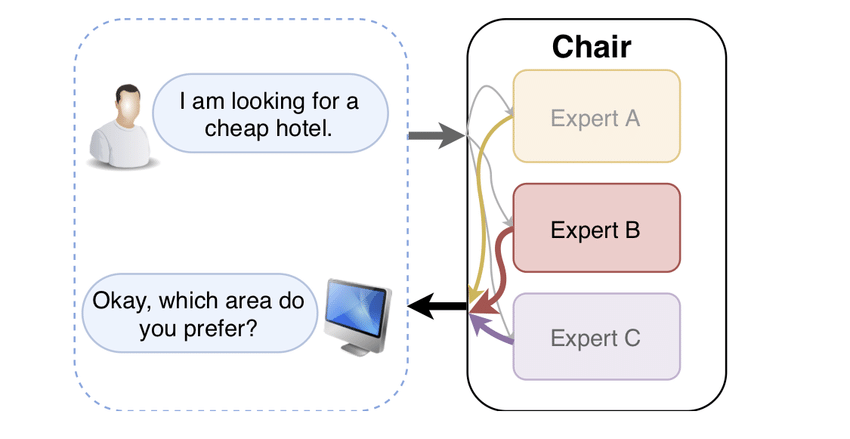 Chair
I am looking for a
cheap hotel.
Expert A
Expert B
Okay, which area do
you prefer?
Expert C